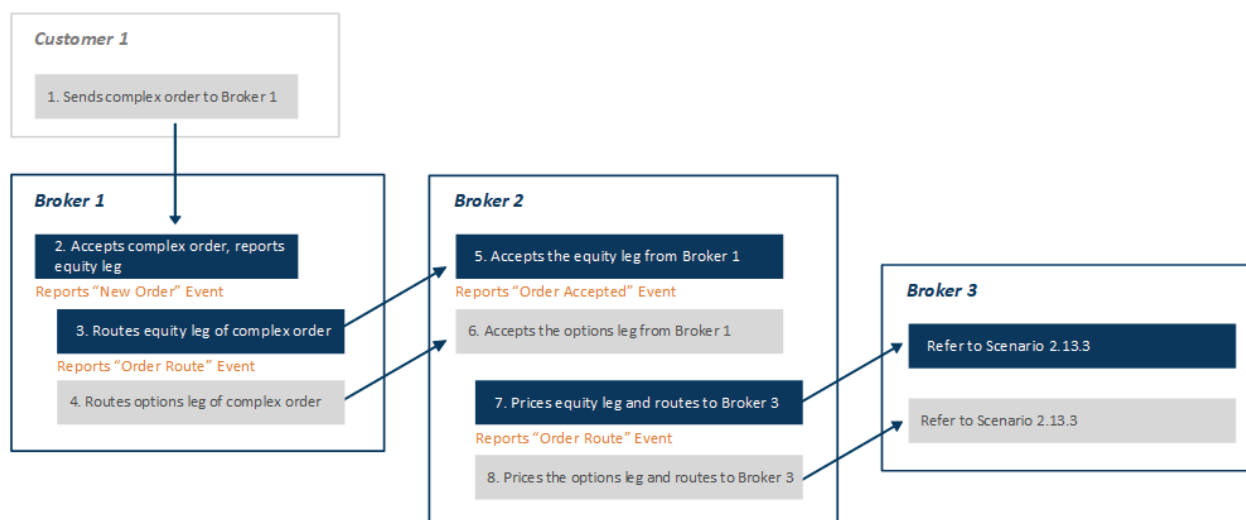 Customer 1
1. Sends complex order to Broker 1
Broker 1
2. Accepts complex order, reports
equity leg
Reports “New Order” Event
3. Routes equity leg of complex order
Reports “Order Route” Event
4. Routes options leg of complex order
Broker 2
5. Accepts the equity leg from Broker 1
Reports “Order Accepted” Event
6. Accepts the options leg from Broker 1
7. Prices equity leg and routes to Broker 3
Reports “Order Route” Event
8. Prices the options leg and routes to Broker 3
Broker 3
Refer to Scenario 2.13.3
Refer to Scenario 2.13.3